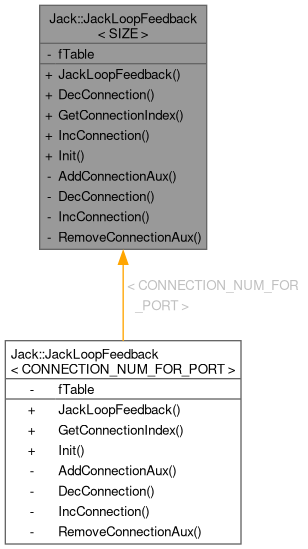 Jack::JackLoopFeedback
< SIZE >
- fTable
+ JackLoopFeedback()
+ DecConnection()
+ GetConnectionIndex()
+ IncConnection()
+ Init()
- AddConnectionAux()
- DecConnection()
- IncConnection()
- RemoveConnectionAux()
< CONNECTION_NUM_FOR
_PORT >
Jack::JackLoopFeedback
< CONNECTION_NUM_FOR_PORT >
- fTable
+ JackLoopFeedback()
+ GetConnectionIndex()
+ Init()
- AddConnectionAux()
- DecConnection()
- IncConnection()
- RemoveConnectionAux()